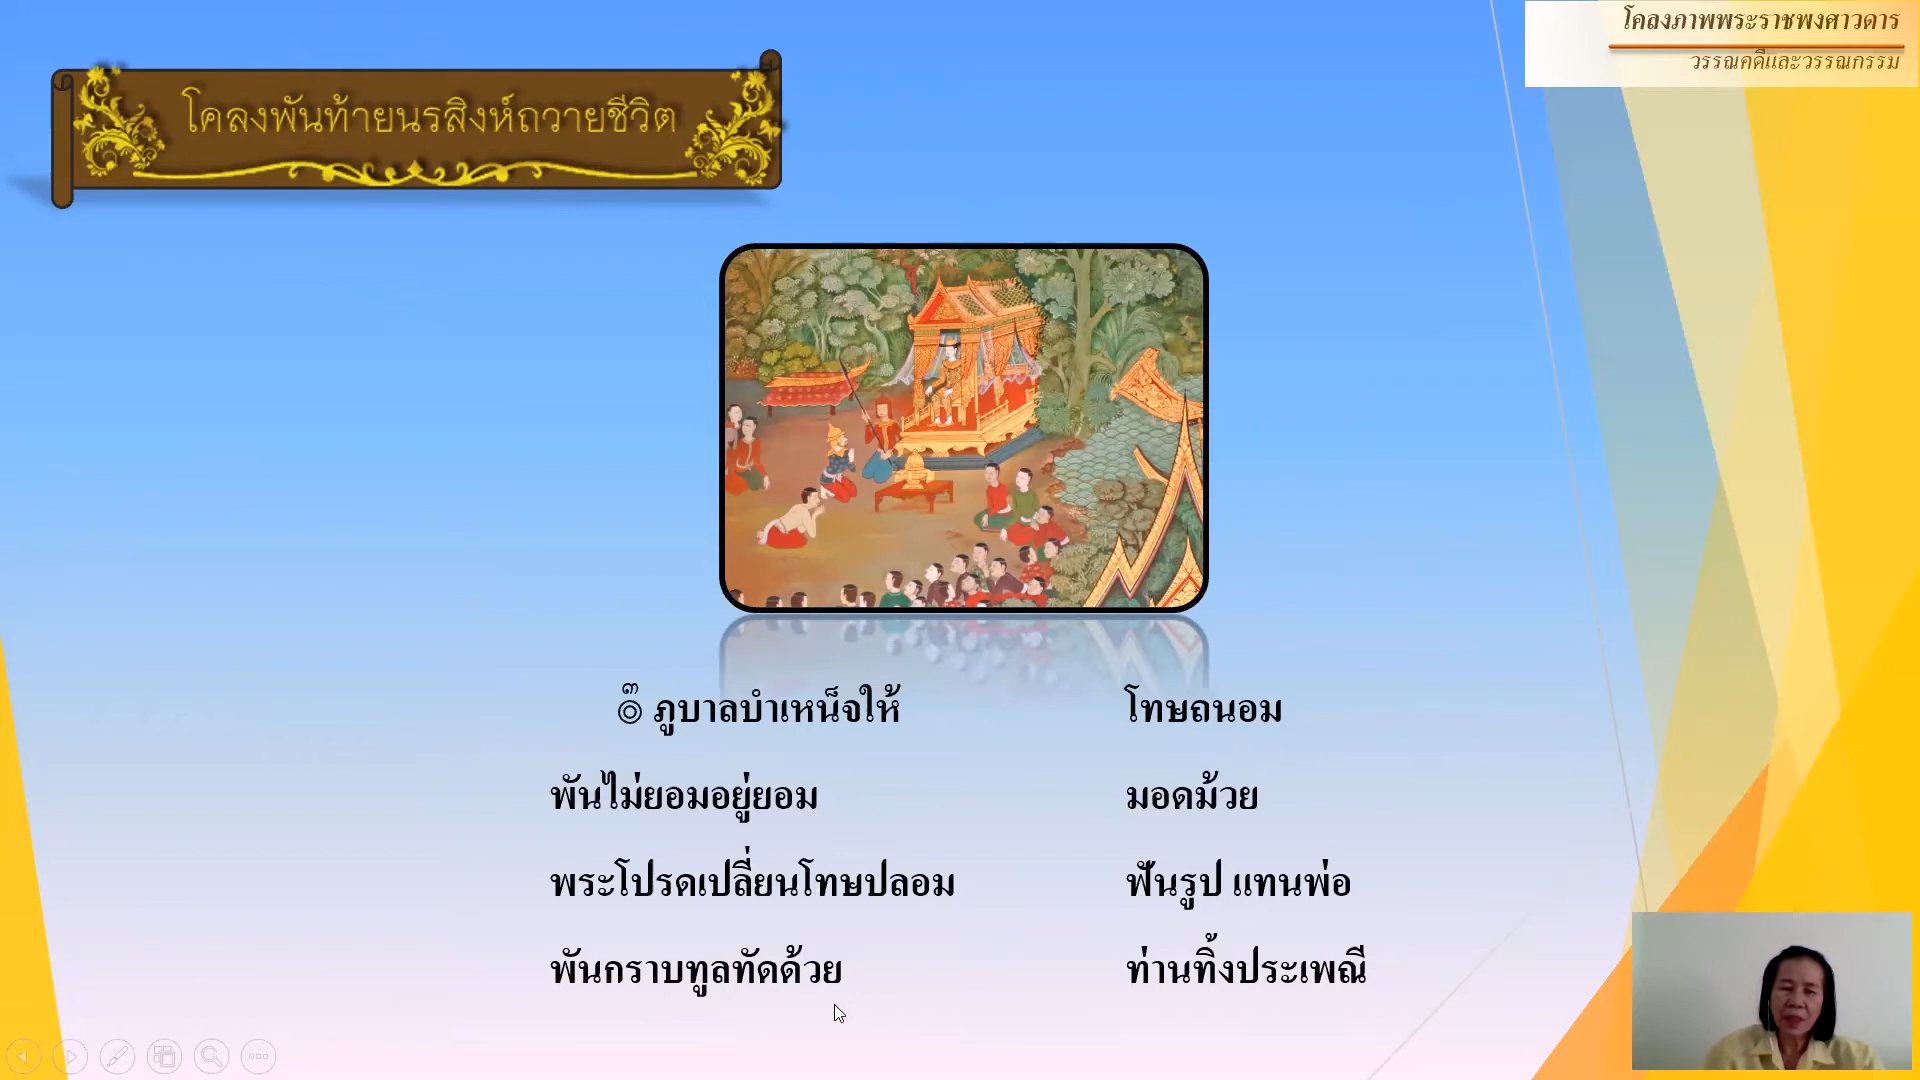 โคลงภาพพระราชพงศาวดาร
วรรณคดีและวรรณกรรม
โคลงพันท้ายนรสิงห์ถวายชีวิต
๓
๏ ภูบาลบำเหน็จให้ โทษถนอม
พันไม่ยอมอยู่ยอม มอดม้วย
พระโปรดเปลี่ยนโทษปลอม ฟันรูป แทนพ่อ
พันกราบทูลทัดด้วย ท่านทิ้งประเพณี